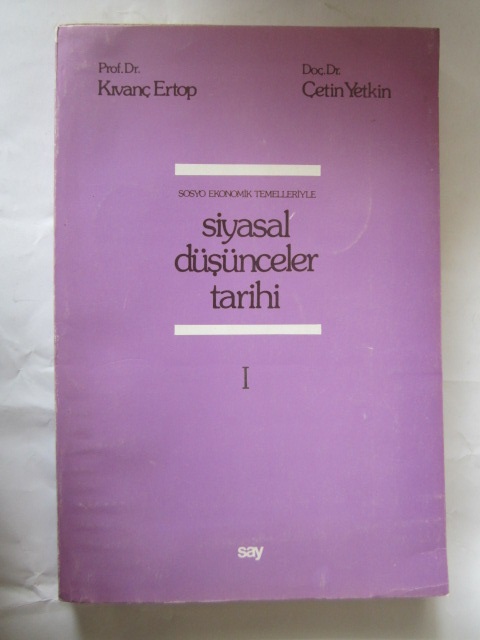 Prof.Dr.
Kıvanç Ertop
Doç.Dr.
Çetin Yetkin
SOSYO EKONOMİK TEMELLERİYLE
siyasal
düşünceler
tarihi
I
say